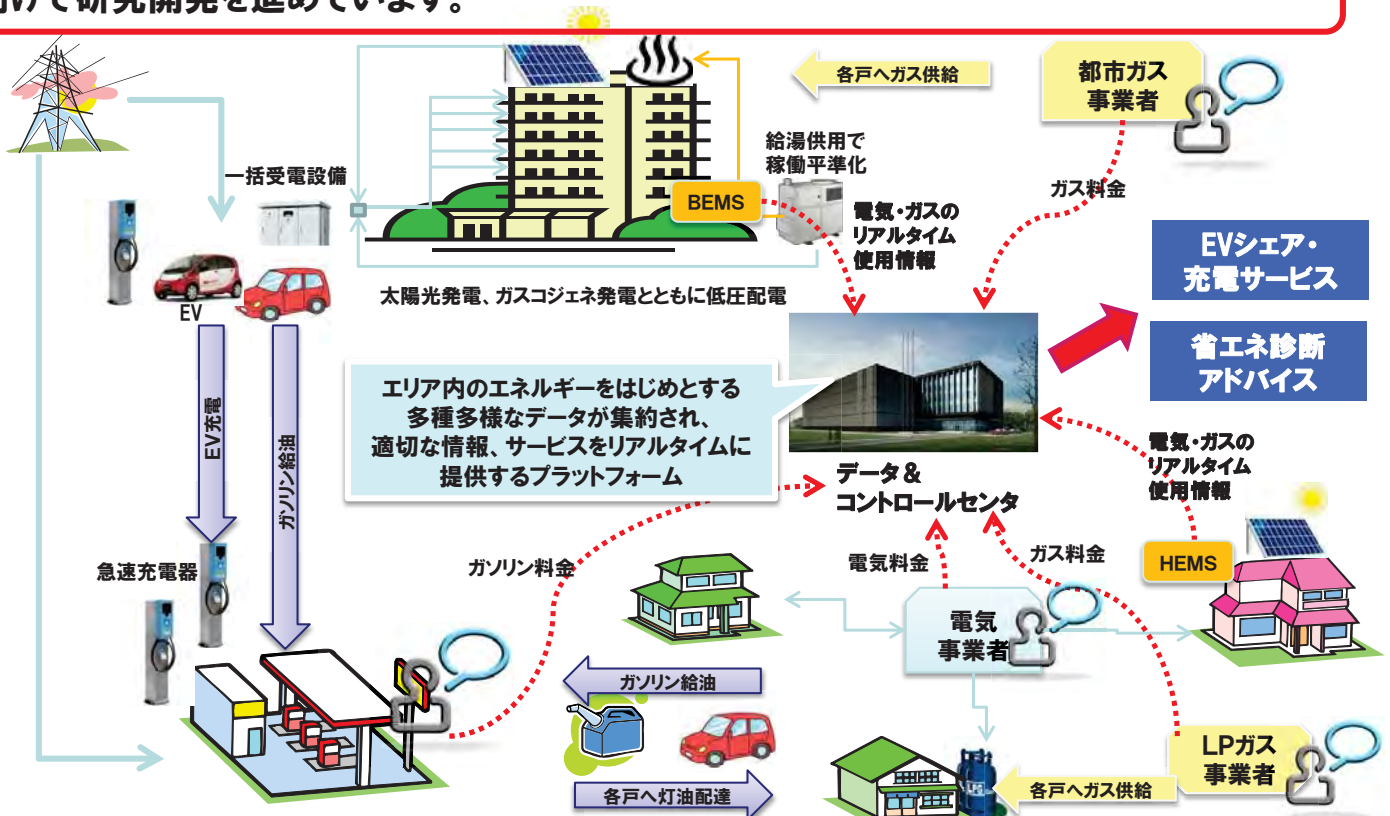 向けて研究開発を進めています。
各戸へガス供給
都市ガス
事業者
給湯供用で
稼働平準化
一括受電設備
ガス料金
BEMS
電気・ガスの
リアルタイム
使用情報
EVシェア・
充電サービス
EV
太陽光発電、ガスコジェネ発電とともに低圧配電
省エネ診断
アドバイス
エリア内のエネルギーをはじめとする
多種多様なデータが集約され、
適切な情報、サービスをリアルタイムに
提供するプラットフォーム
EV充電
ガソリン給油
電気・ガスの
リアルタイム
使用情報
データ＆
コントロールセンタ
急速充電器
ガソリン料金
電気料金
ガス料金
HEMS
電気
事業者
ガソリン給油
LPガス
事業者
LPG
各戸へガス供給
各戸へ灯油配達